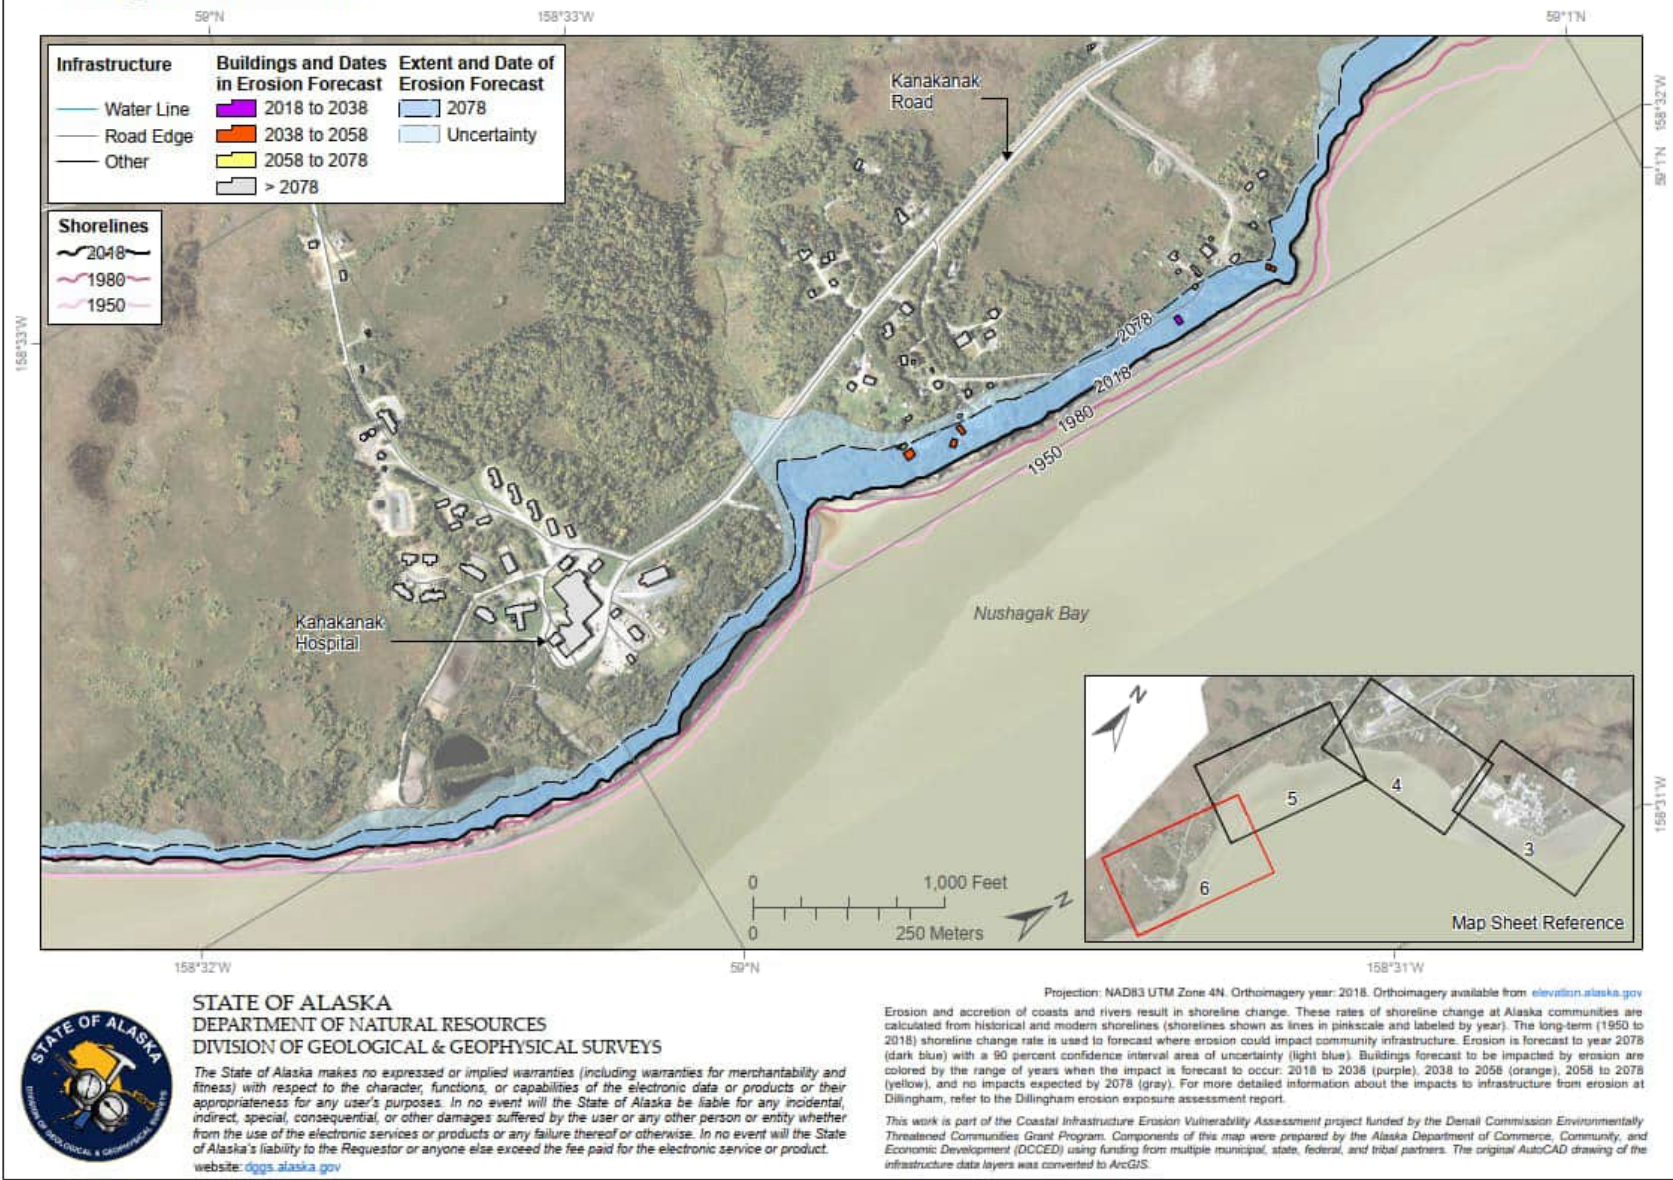 59°N
158°33'W
59°1'N
Infrastructure
Water Line
Road Edge
Other
Buildings and Dates
in Erosion Forecast
2018 to 2038
2038 to 2058
2058 to 2078
> 2078
Extent and Date of
Erosion Forecast
2078
Uncertainty
Shorelines
2018
1980
1950
Kanakanak
Road
158°32'W
59°1'N
158°33'W
2078
2018
1980
1950
Kanakanak
Hospital
Nushagak Bay
0
1,000 Feet
0
250 Meters
N
N
5
4
3
6
Map Sheet Reference
158°31'W
158°32'W
59°N
158°31'W
STATE OF ALASKA
DIVISION OF GEOLOGICAL & GEOPHYSICAL SURVEYS
STATE OF ALASKA
DEPARTMENT OF NATURAL RESOURCES
DIVISION OF GEOLOGICAL & GEOPHYSICAL SURVEYS
The State of Alaska makes no expressed or implied warranties (including warranties for merchantability and
fitness) with respect to the character, functions, or capabilities of the electronic data or products or their
appropriateness for any user's purposes. In no event will the State of Alaska be liable for any incidental,
indirect, special, consequential, or other damages suffered by the user or any other person or entity whether
from the use of the electronic services or products or any failure thereof or otherwise. In no event will the State
of Alaska's liability to the Requestor or anyone else exceed the fee paid for the electronic service or product.
website: dggs.alaska.gov
Projection: NAD83 UTM Zone 4N. Orthoimagery year: 2018. Orthoimagery available from elevation.alaska.gov
Erosion and accretion of coasts and rivers result in shoreline change. These rates of shoreline change at Alaska communities are
calculated from historical and modern shorelines (shorelines shown as lines in pinkscale and labeled by year). The long-term (1950 to
2018) shoreline change rate is used to forecast where erosion could impact community infrastructure. Erosion is forecast to year 2078
(dark blue) with a 90 percent confidence interval area of uncertainty (light blue). Buildings forecast to be impacted by erosion are
colored by the range of years when the impact is forecast to occur: 2018 to 2038 (purple), 2038 to 2058 (orange), 2058 to 2078
(yellow), and no impacts expected by 2078 (gray). For more detailed information about the impacts to infrastructure from erosion at
Dillingham, refer to the Dillingham erosion exposure assessment report.
This work is part of the Coastal Infrastructure Erosion Vulnerability Assessment project funded by the Denali Commission Environmentally
Threatened Communities Grant Program. Components of this map were prepared by the Alaska Department of Commerce, Community, and
Economic Development (DCCED) using funding from multiple municipal, state, federal, and tribal partners. The original AutoCAD drawing of the
infrastructure data layers was converted to ArcGIS.